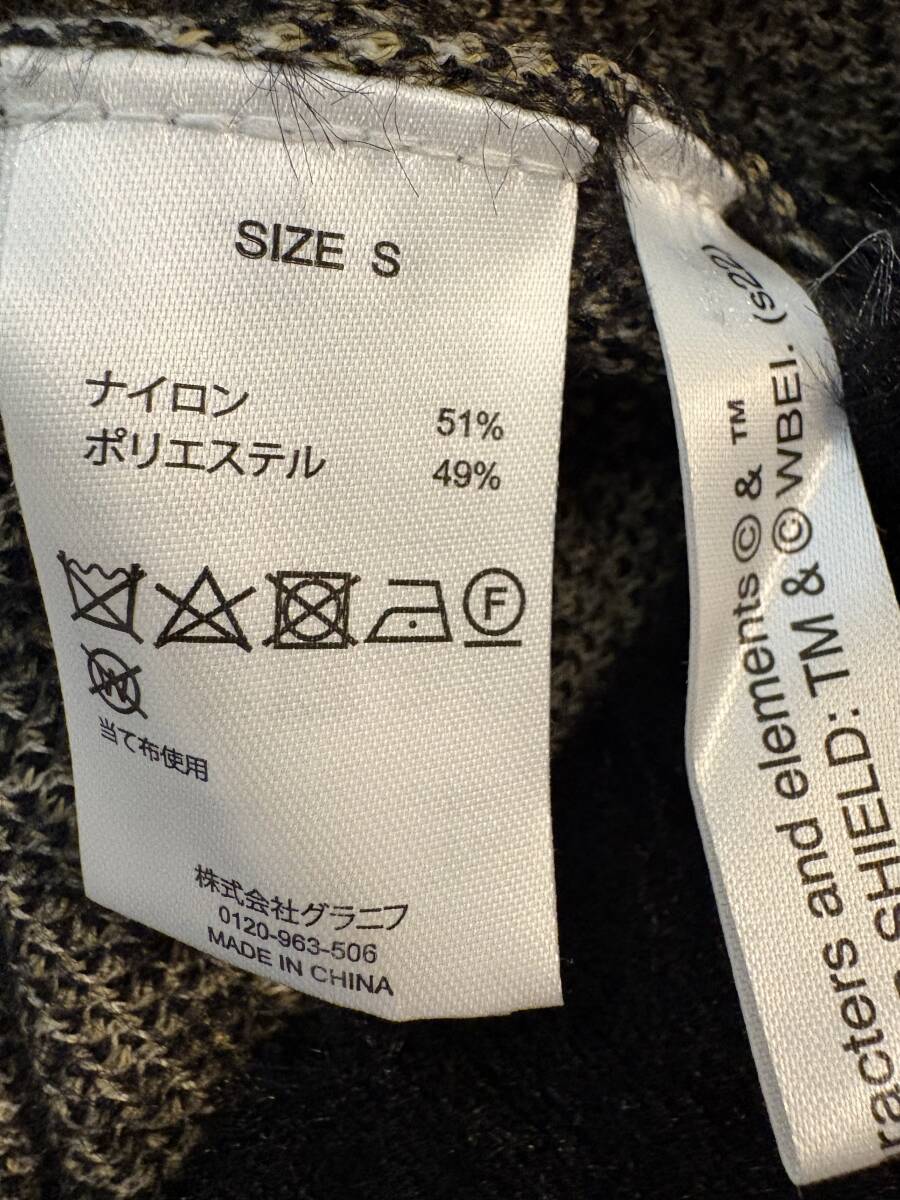 SIZE S
ナイロン 51%
ポリエステル 49%
F
W
当て布使用
株式会社グラニフ
0120-963-506
MADE IN CHINA
racters and elements © & ™
SHIELD: TM & © WBEI. (s22)